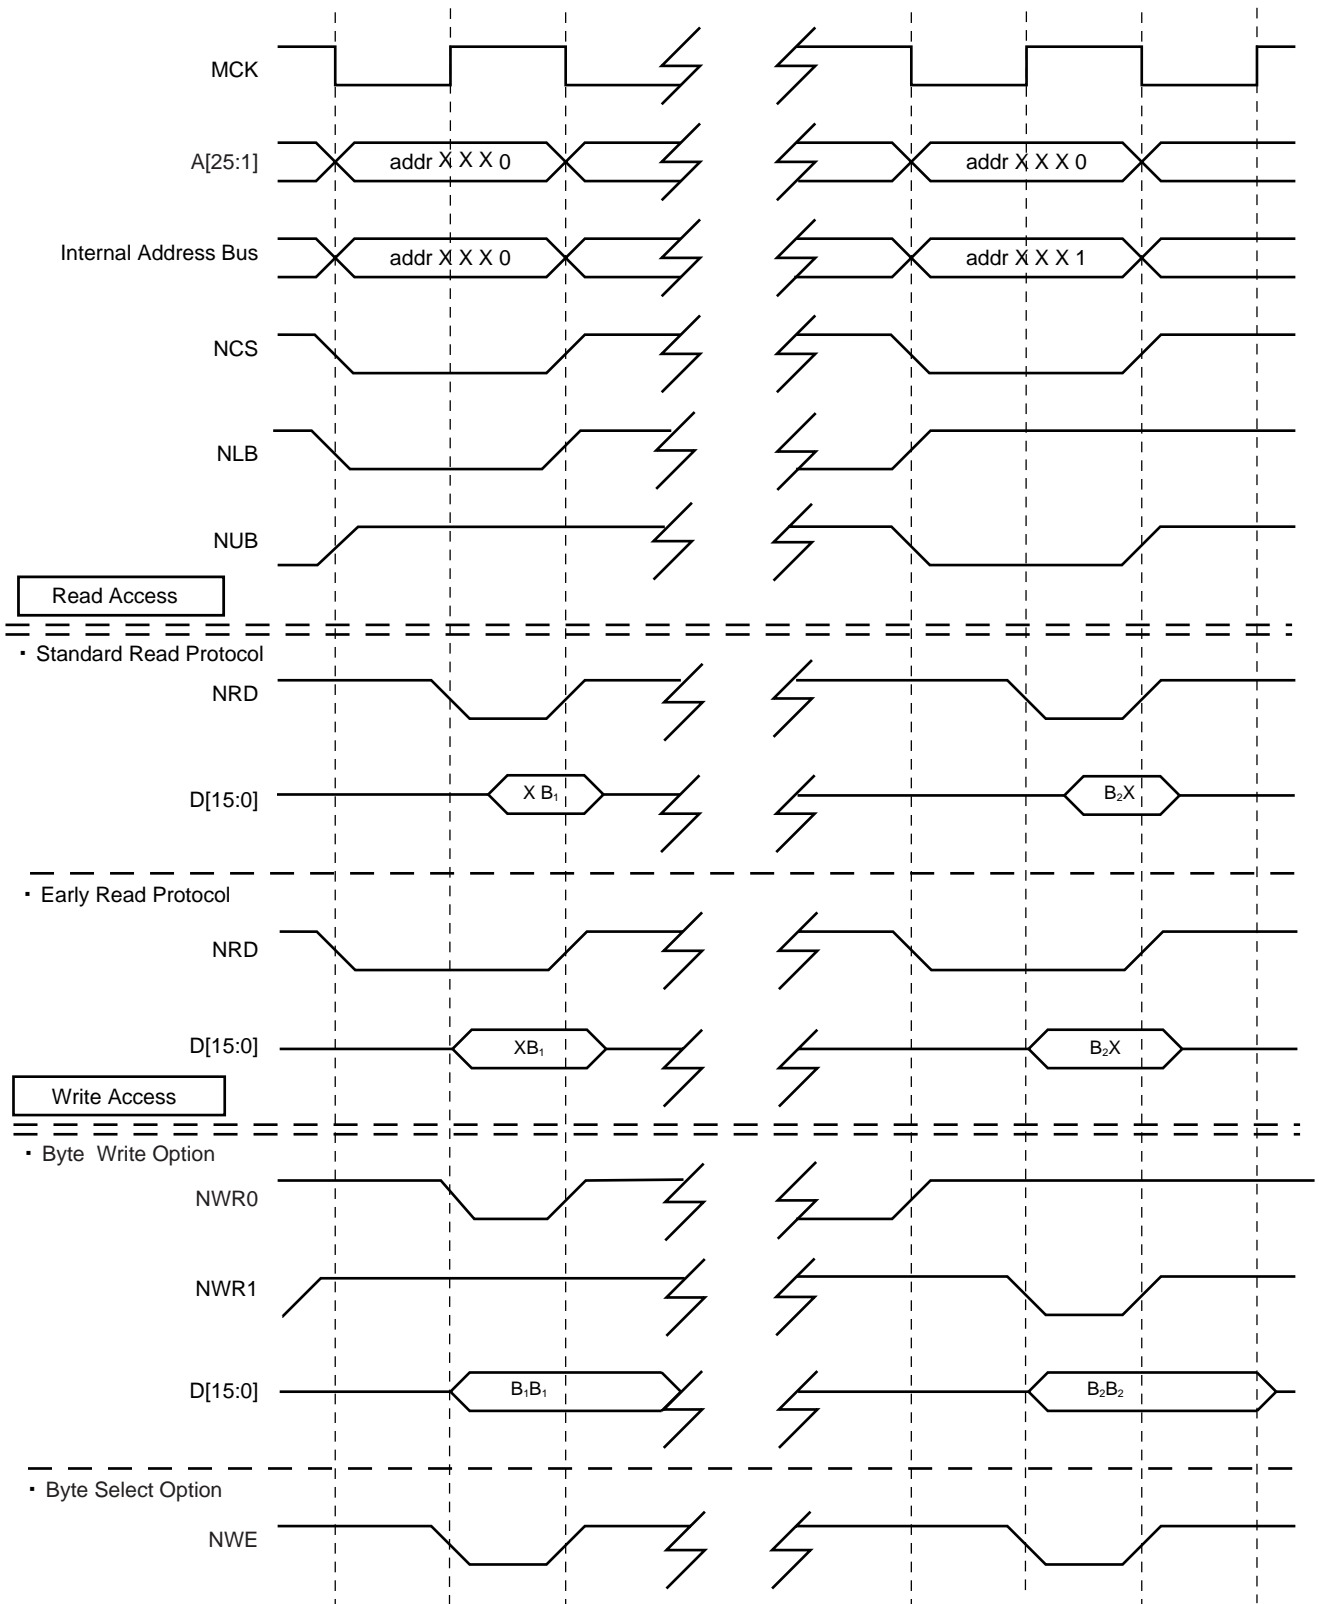 MCK
A[25:1] addr X X X 0 addr X X X 0
Internal Address Bus addr X X X 0 addr X X X 1
NCS
NLB
NUB
Read Access
· Standard Read Protocol
NRD
D[15:0] X B₁ B₂X
· Early Read Protocol
NRD
D[15:0] XB₁ B₂X
Write Access
· Byte Write Option
NWR0
NWR1
D[15:0] B₁B₁ B₂B₂
· Byte Select Option
NWE